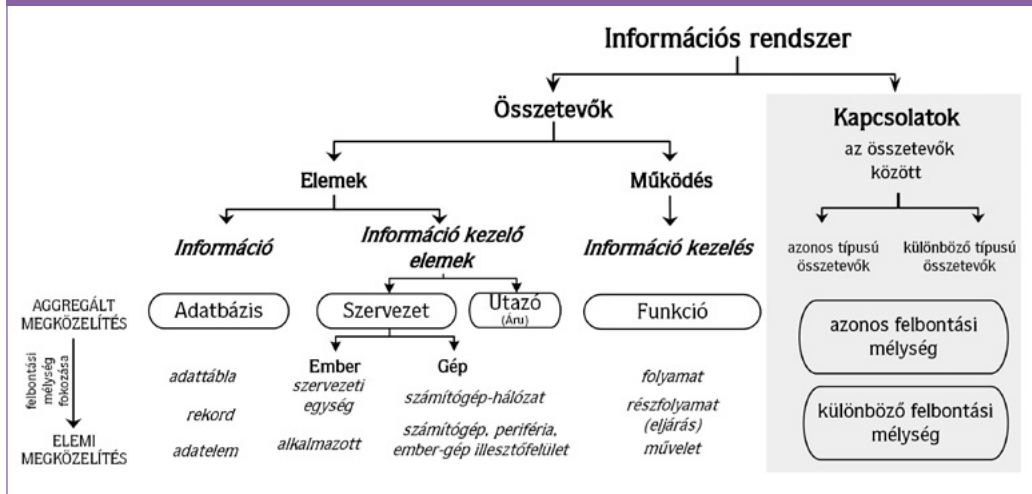 Információs rendszer
Összetevők
Kapcsolatok
az összetevők
között
Elemek
Működés
Információ
Információ kezelő
elemek
Információ kezelés
azonos típusú
összetevők
különböző típusú
összetevők
AGGREGÁLT
MEGKÖZELÍTÉS
Adatbázis
Szervezet
Utazó
(Áru)
Funkció
azonos felbontási
mélység
felbontási
mélység
fokozása
adattábla
rekord
adatelem
Ember
szervezeti
egység
alkalmazott
Gép
számítógép-hálózat
számítógép, periféria,
ember-gép illesztőfelület
folyamat
részfolyamat
(eljárás)
művelet
különböző felbontási
mélység
ELEMI
MEGKÖZELÍTÉS